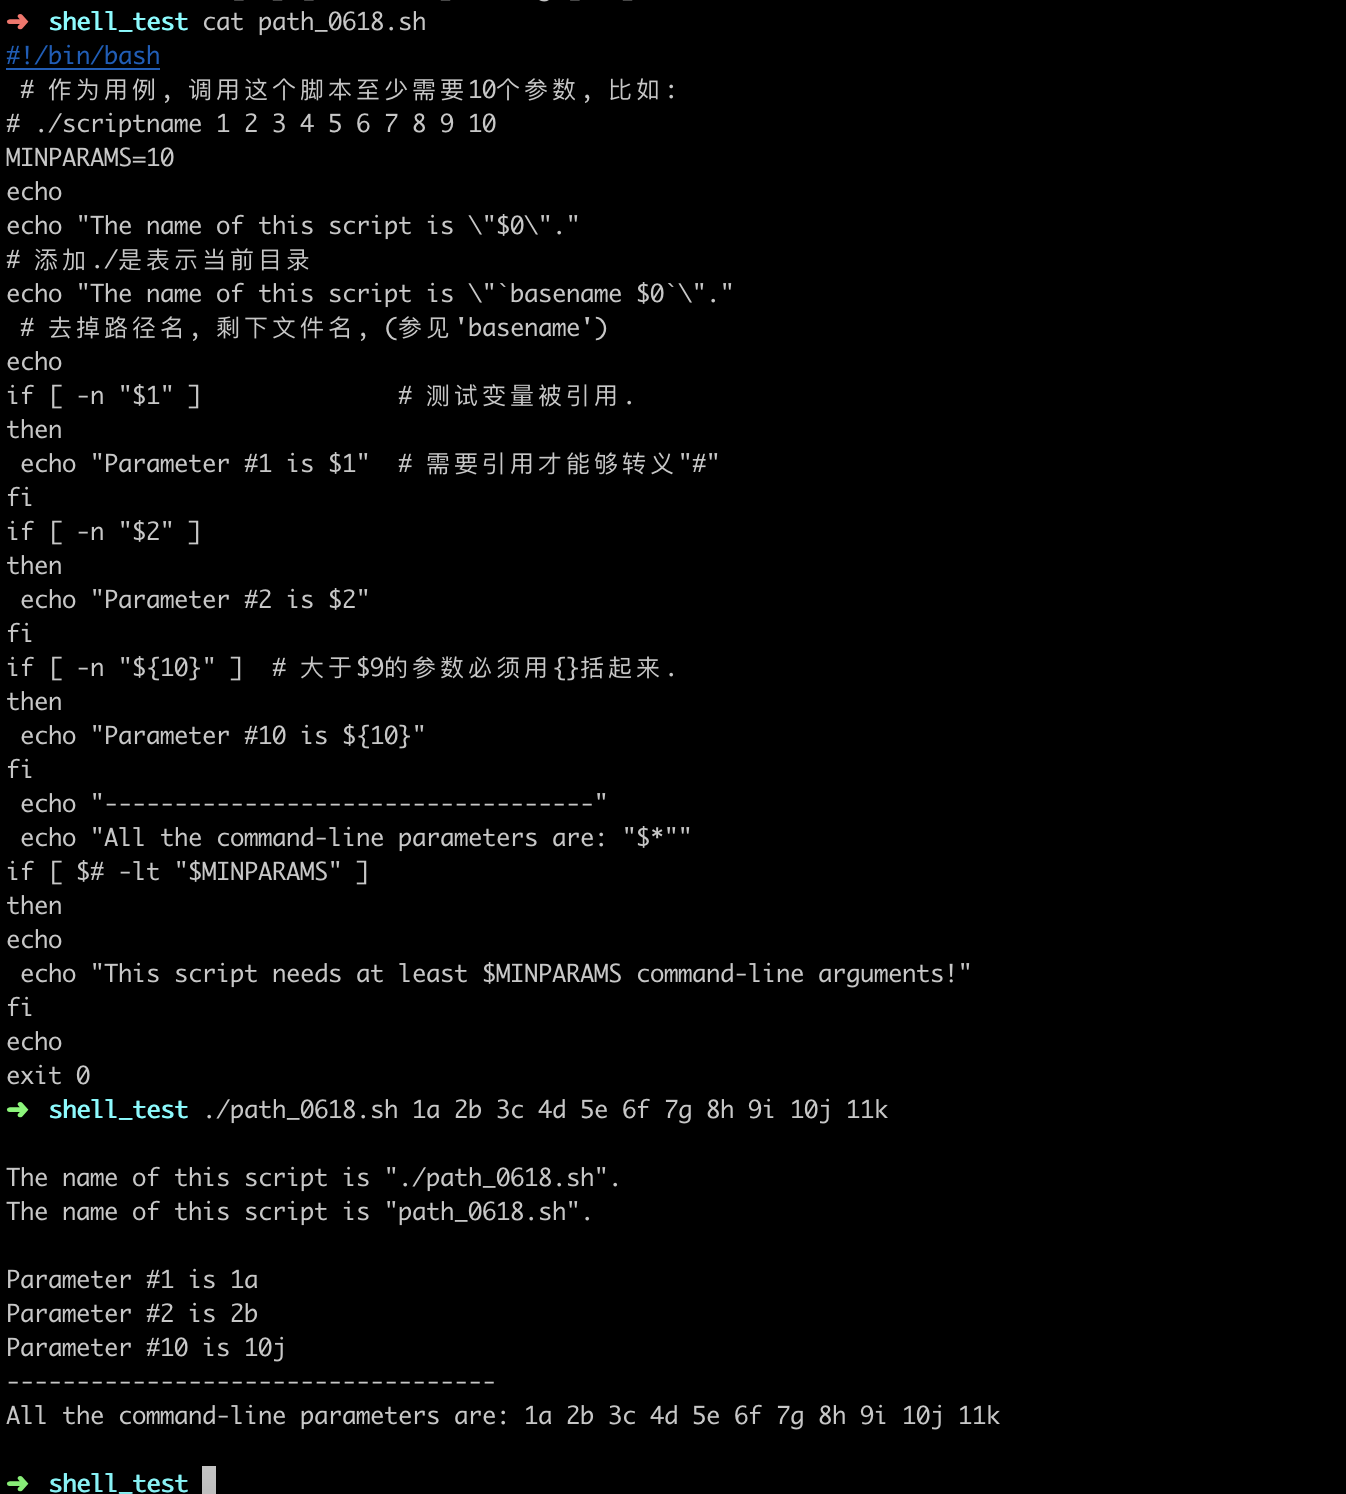 ➜ shell_test cat path_0618.sh
#!/bin/bash
 # 作为用例, 调用这个脚本至少需要10个参数, 比如:
# ./scriptname 1 2 3 4 5 6 7 8 9 10
MINPARAMS=10
echo
echo "The name of this script is \"$0\"."
# 添加./是表示当前目录
echo "The name of this script is \"`basename $0`\"."
 # 去掉路径名, 剩下文件名, (参见'basename')
echo
if [ -n "$1" ]              # 测试变量被引用.
then
 echo "Parameter #1 is $1"  # 需要引用才能够转义"#"
fi
if [ -n "$2" ]
then
 echo "Parameter #2 is $2"
fi
if [ -n "${10}" ]  # 大于$9的参数必须用{}括起来.
then
 echo "Parameter #10 is ${10}"
fi
 echo "-----------------------------------"
 echo "All the command-line parameters are: "$*""
if [ $# -lt "$MINPARAMS" ]
then
echo
 echo "This script needs at least $MINPARAMS command-line arguments!"
fi
echo
exit 0
➜ shell_test ./path_0618.sh 1a 2b 3c 4d 5e 6f 7g 8h 9i 10j 11k
The name of this script is "./path_0618.sh".
The name of this script is "path_0618.sh".
Parameter #1 is 1a
Parameter #2 is 2b
Parameter #10 is 10j
-----------------------------------
All the command-line parameters are: 1a 2b 3c 4d 5e 6f 7g 8h 9i 10j 11k
➜ shell_test